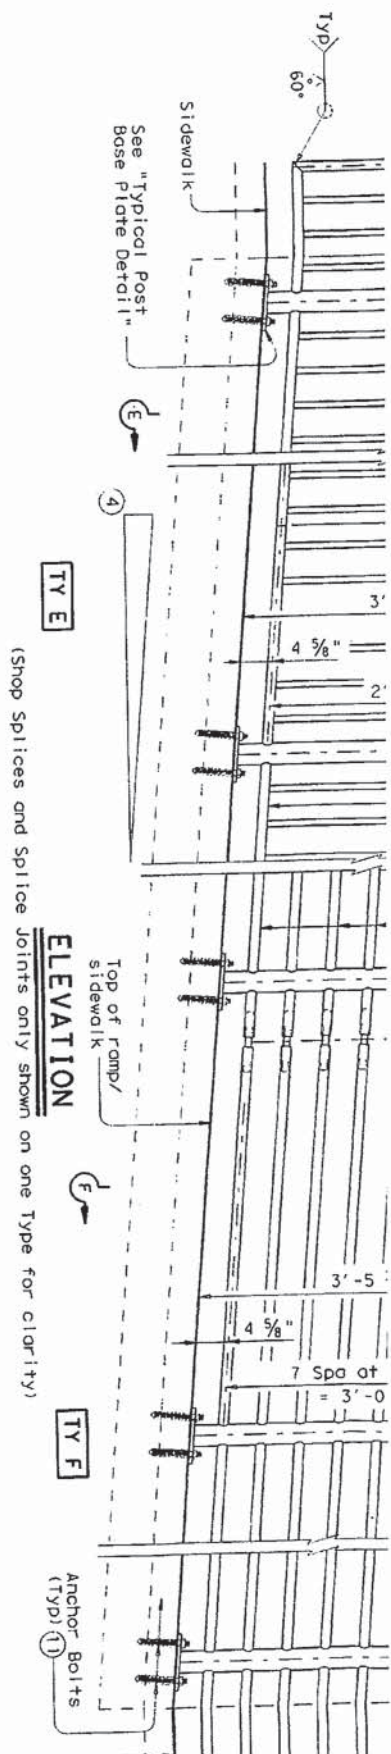 Typ
60°
Sidewalk
See "Typical Post
Base Plate Detail"
E
4
TY E
3'
4 5/8"
2'
Top of ramp/
sidewalk
ELEVATION
(Shop Splices and Splice Joints only shown on one Type for clarity)
F
3'-5
4 5/8"
7 Spa at
= 3'-0
TY F
Anchor Bolts
(Typ) 11